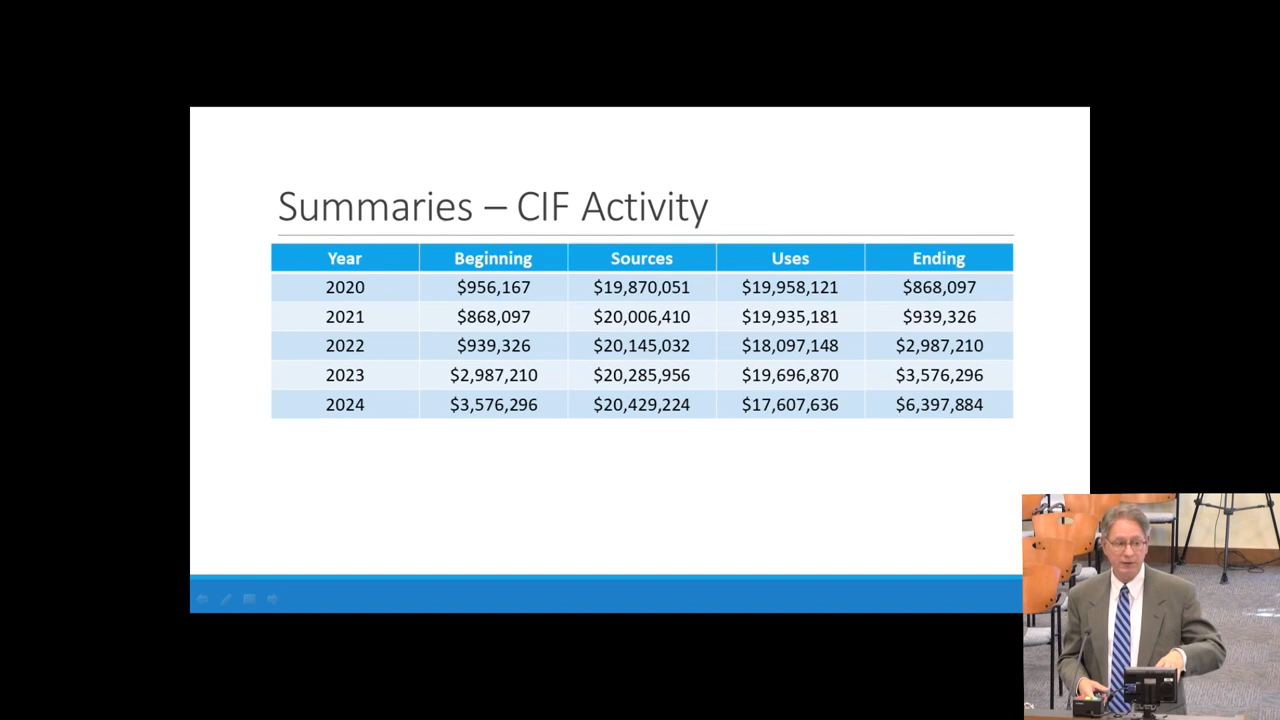 Summaries – CIF Activity
Year Beginning Sources Uses Ending
2020 $956,167 $19,870,051 $19,958,121 $868,097
2021 $868,097 $20,006,410 $19,935,181 $939,326
2022 $939,326 $20,145,032 $18,097,148 $2,987,210
2023 $2,987,210 $20,285,956 $19,696,870 $3,576,296
2024 $3,576,296 $20,429,224 $17,607,636 $6,397,884